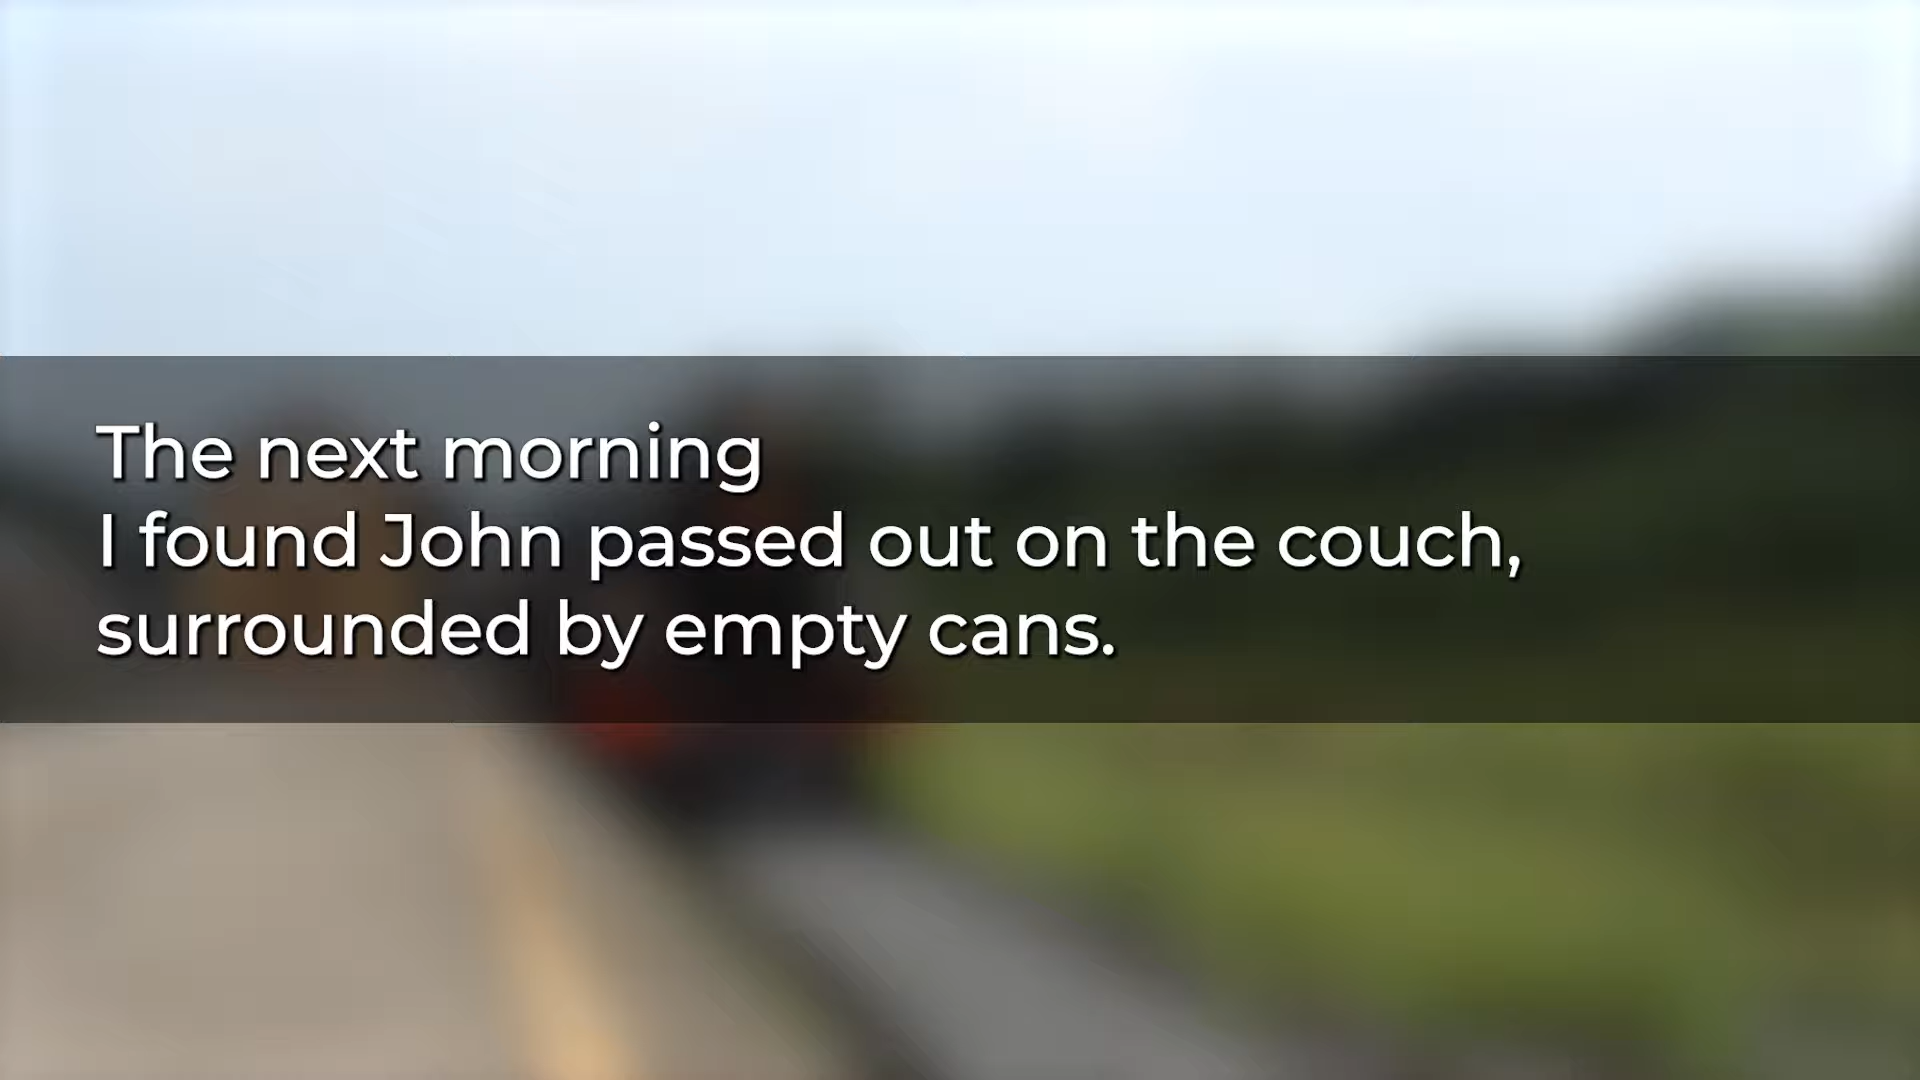 The next morning
I found John passed out on the couch,
surrounded by empty cans.